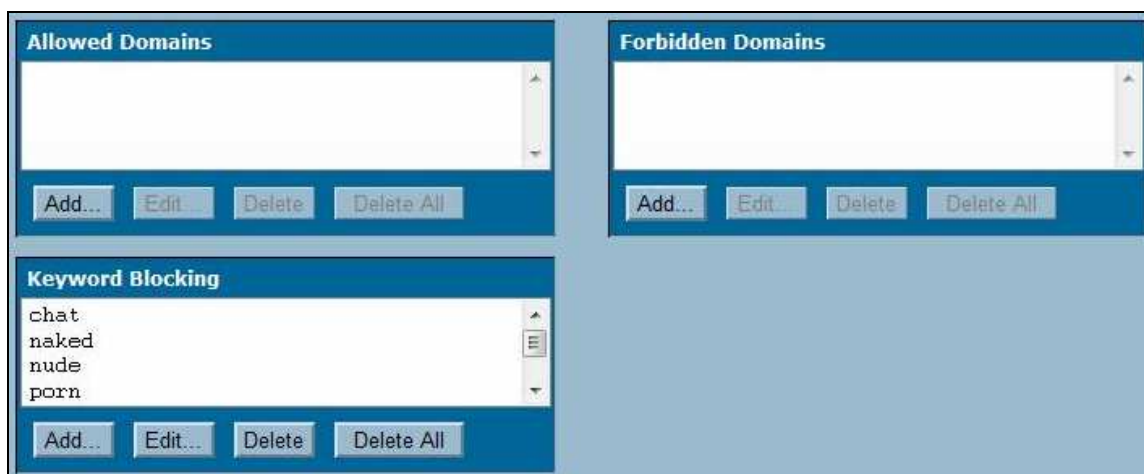 Allowed Domains
Forbidden Domains
Add... Edit... Delete Delete All
Add... Edit... Delete Delete All
Keyword Blocking
chat
naked
nude
porn
Add... Edit... Delete Delete All